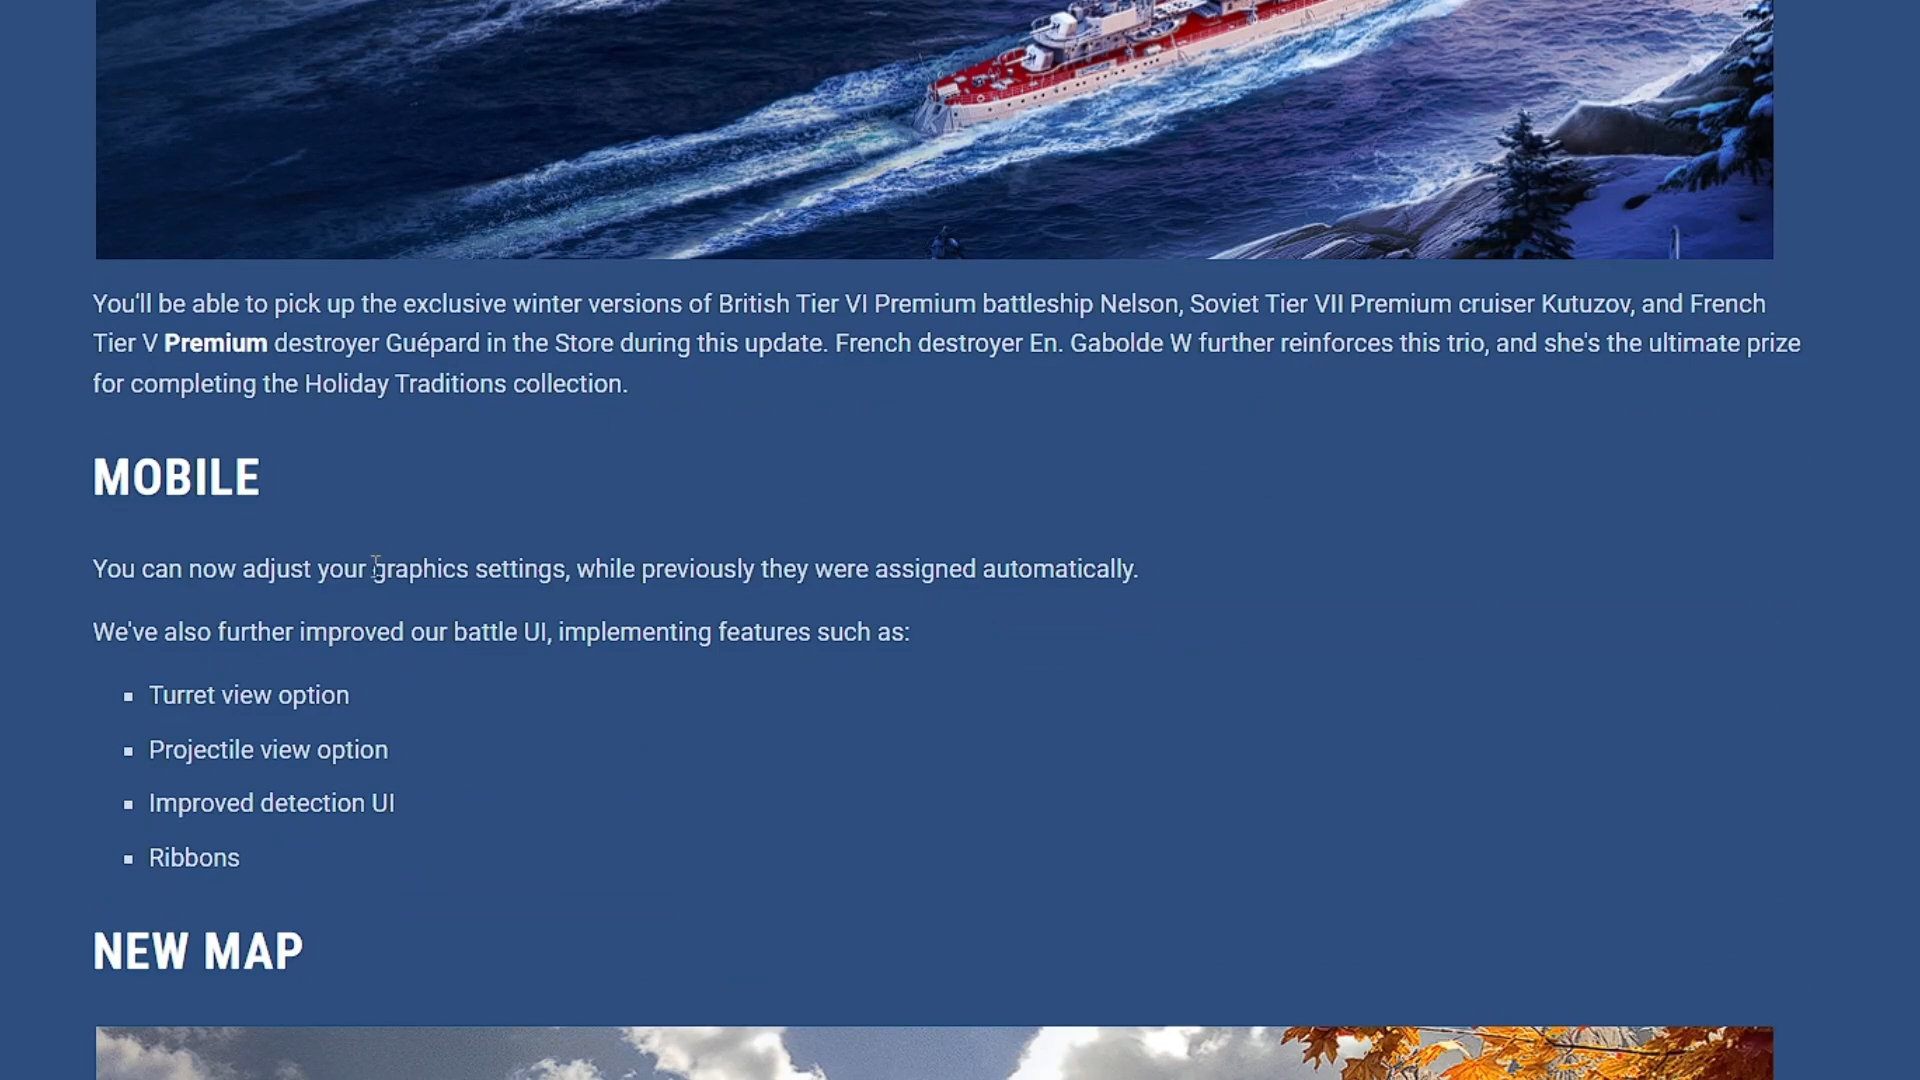 You'll be able to pick up the exclusive winter versions of British Tier VI Premium battleship Nelson, Soviet Tier VII Premium cruiser Kutuzov, and French
Tier V Premium destroyer Guépard in the Store during this update. French destroyer En. Gabolde W further reinforces this trio, and she's the ultimate prize
for completing the Holiday Traditions collection.
MOBILE
You can now adjust your graphics settings, while previously they were assigned automatically.
We've also further improved our battle UI, implementing features such as:
Turret view option
Projectile view option
Improved detection UI
Ribbons
NEW MAP